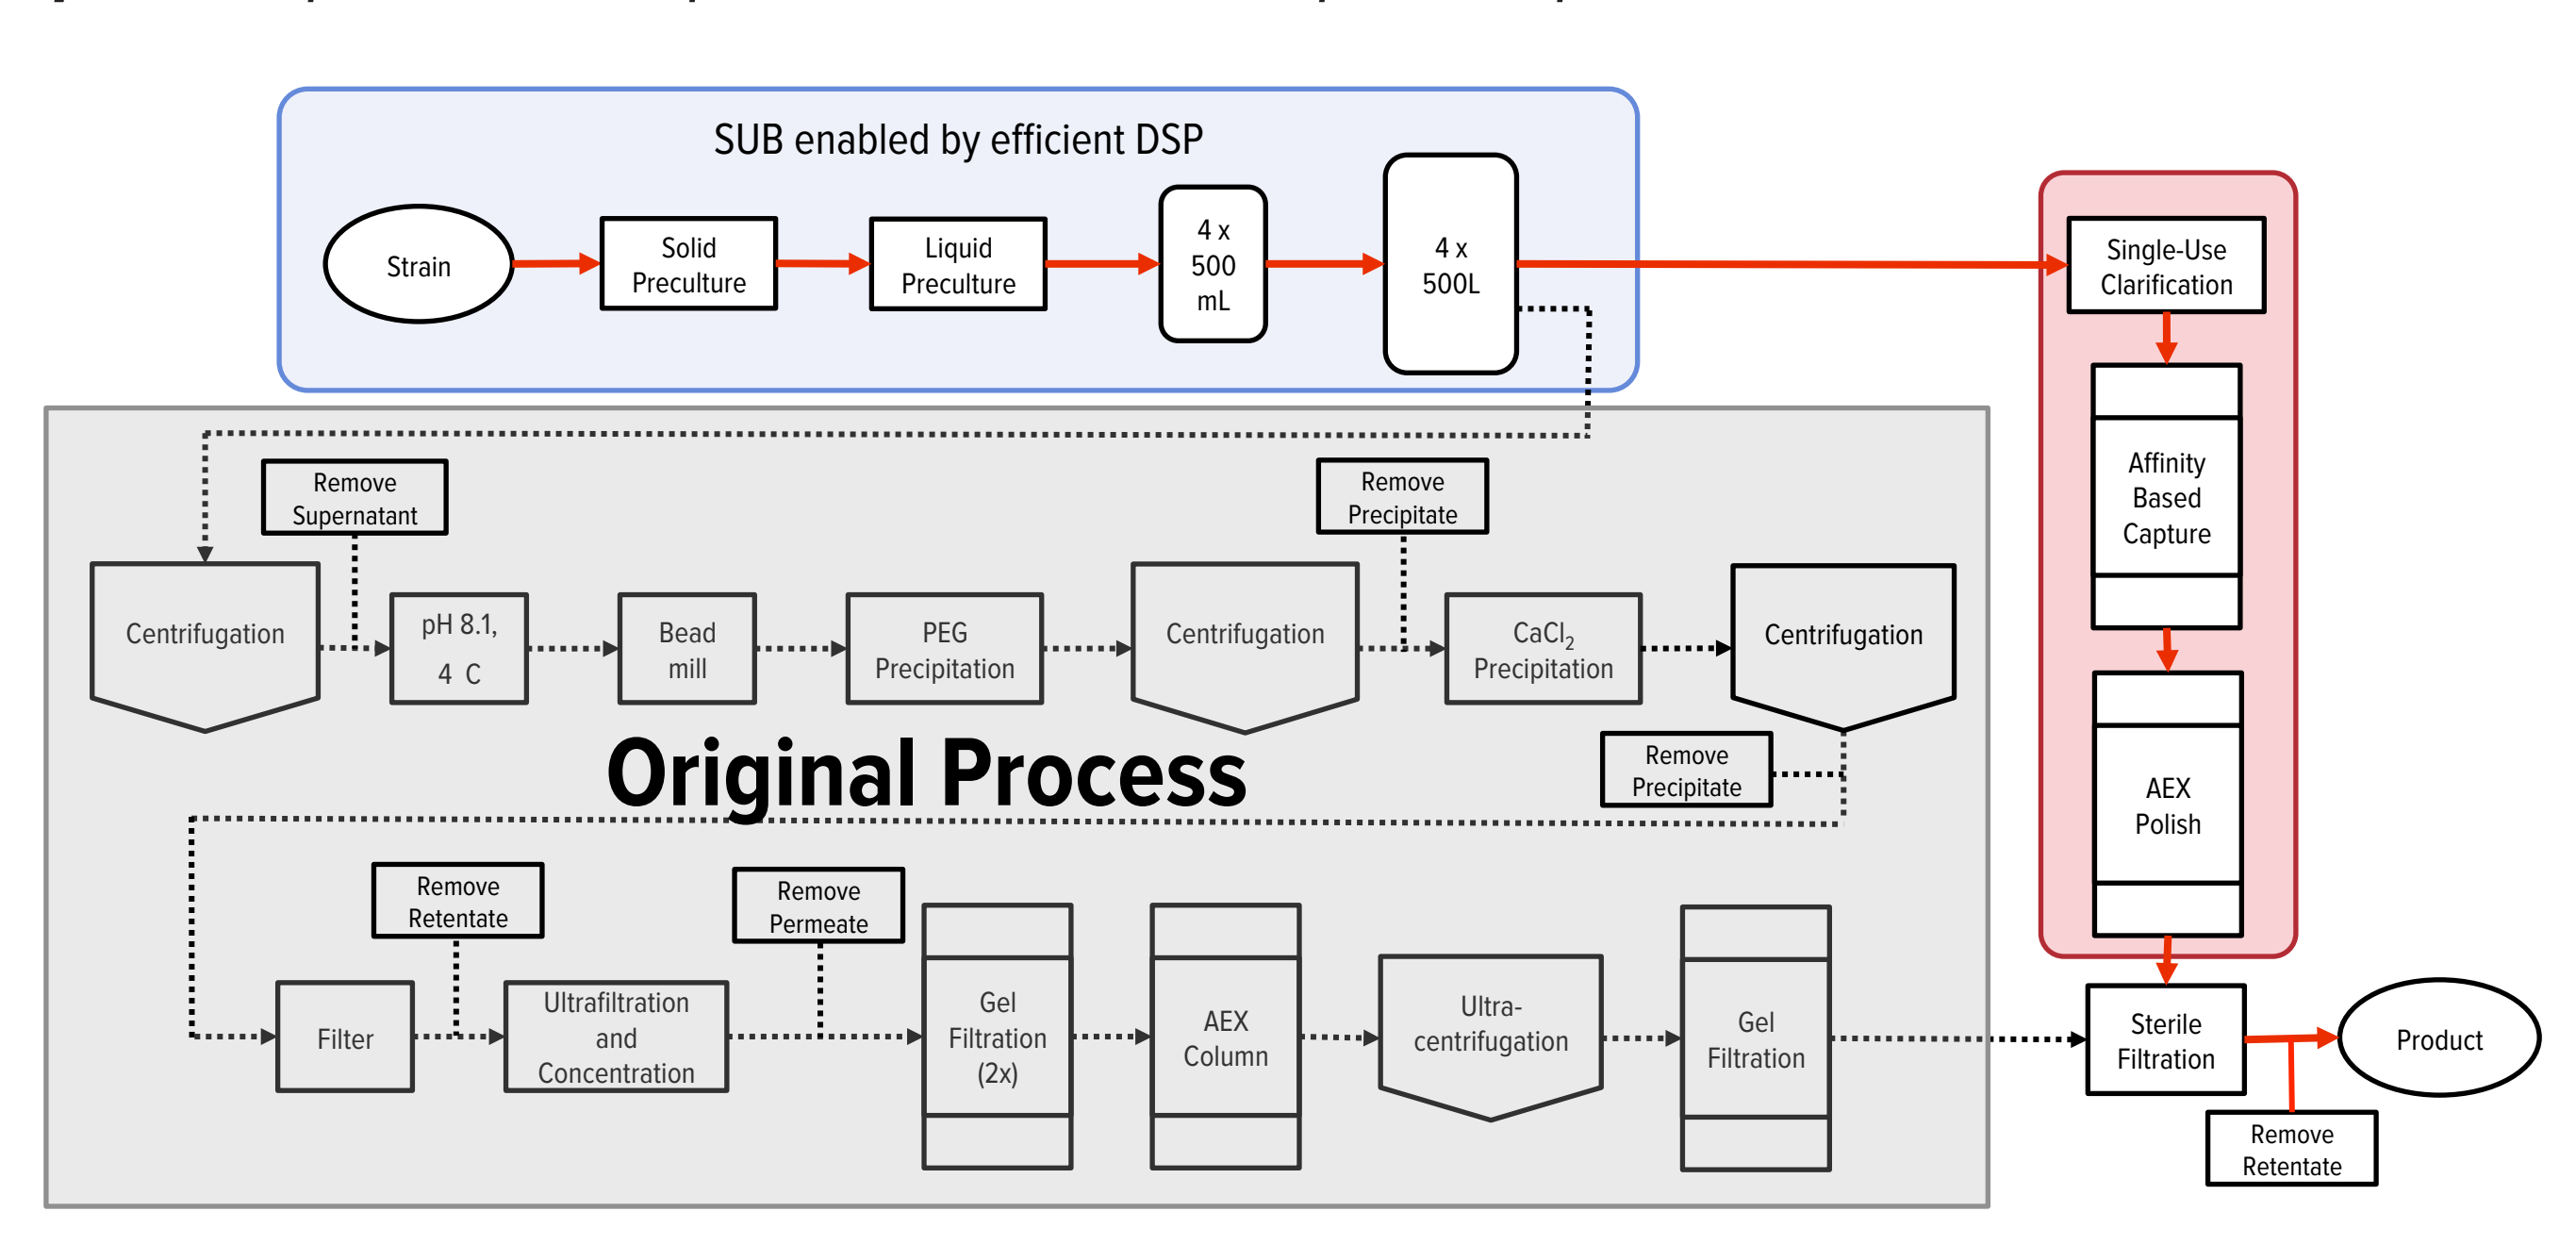 SUB enabled by efficient DSP
Strain
Solid
Preculture
Liquid
Preculture
4 x
500
mL
4 x
500L
Single-Use
Clarification
Affinity
Based
Capture
AEX
Polish
Remove
Supernatant
Remove
Precipitate
Centrifugation
pH 8.1,
4 C
Bead
mill
PEG
Precipitation
Centrifugation
CaCl₂
Precipitation
Centrifugation
Remove
Precipitate
Original Process
Remove
Retentate
Remove
Permeate
Filter
Ultrafiltration
and
Concentration
Gel
Filtration
(2x)
AEX
Column
Ultra-
centrifugation
Gel
Filtration
Sterile
Filtration
Product
Remove
Retentate